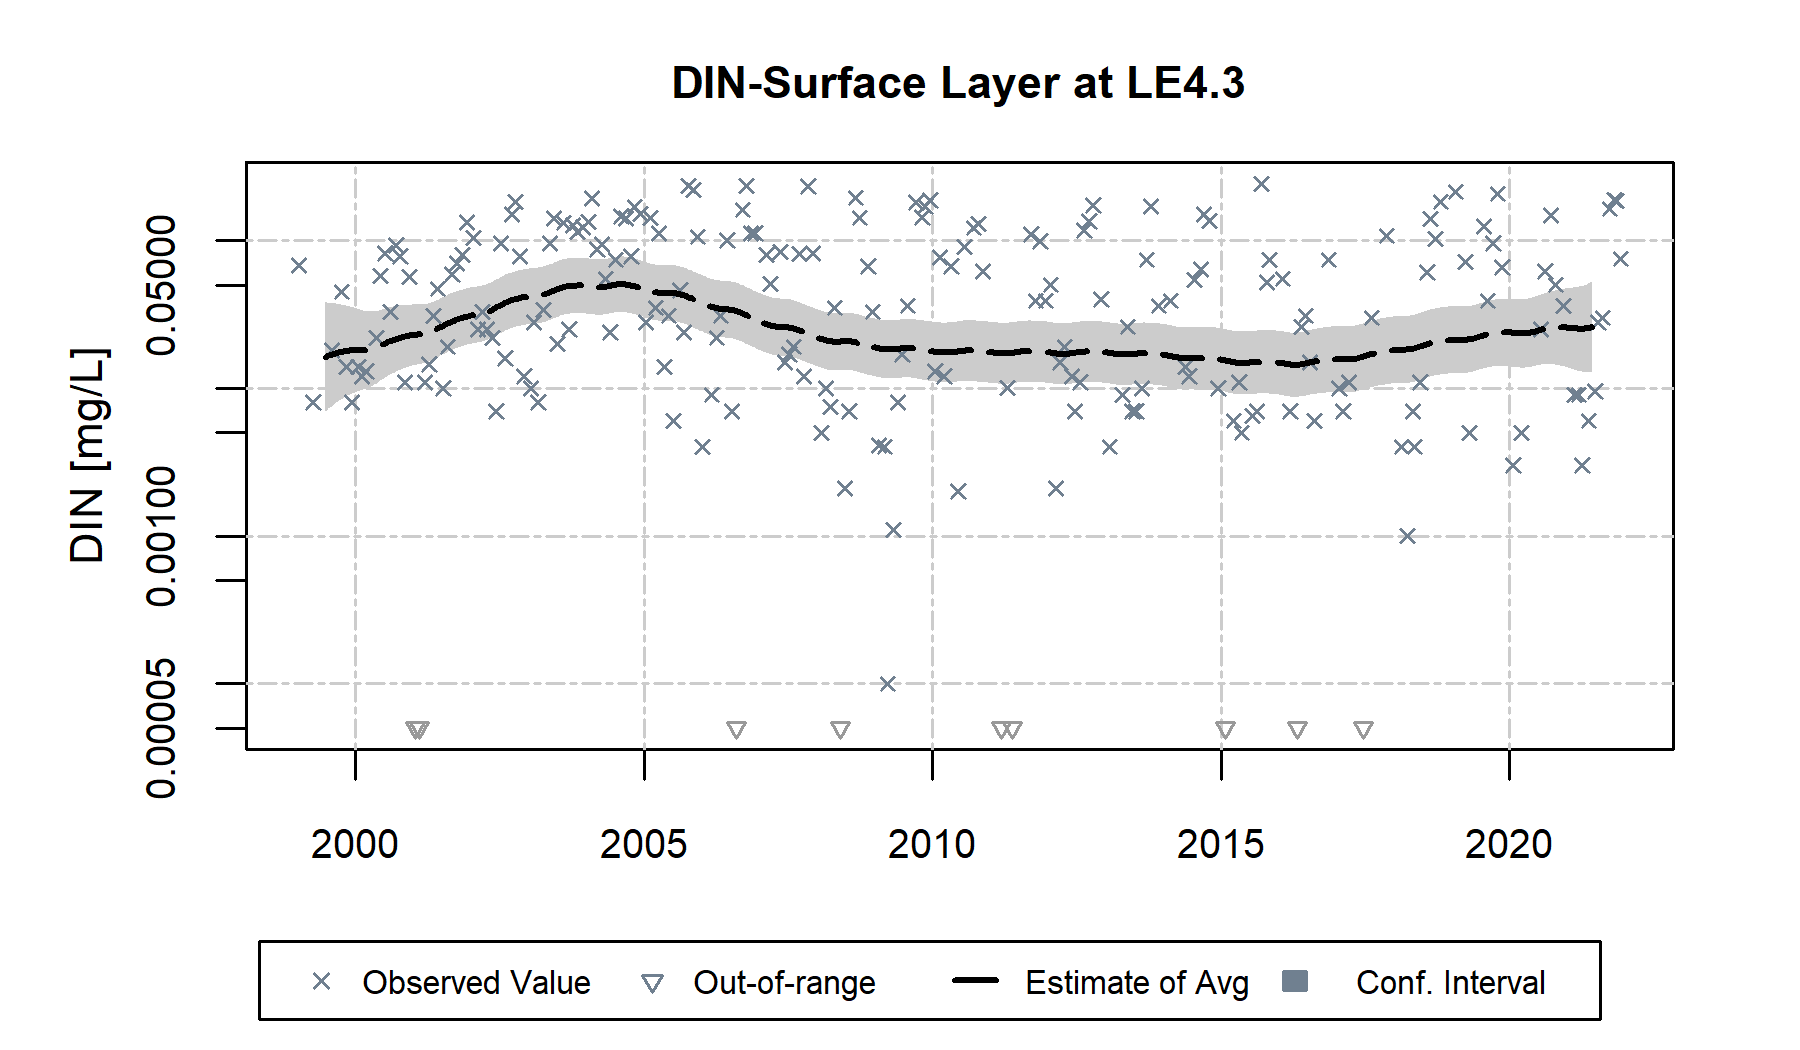 DIN-Surface Layer at LE4.3
DIN [mg/L]
0.05000
0.00100
0.00005
2000 2005 2010 2015 2020
Observed Value Out-of-range Estimate of Avg Conf. Interval